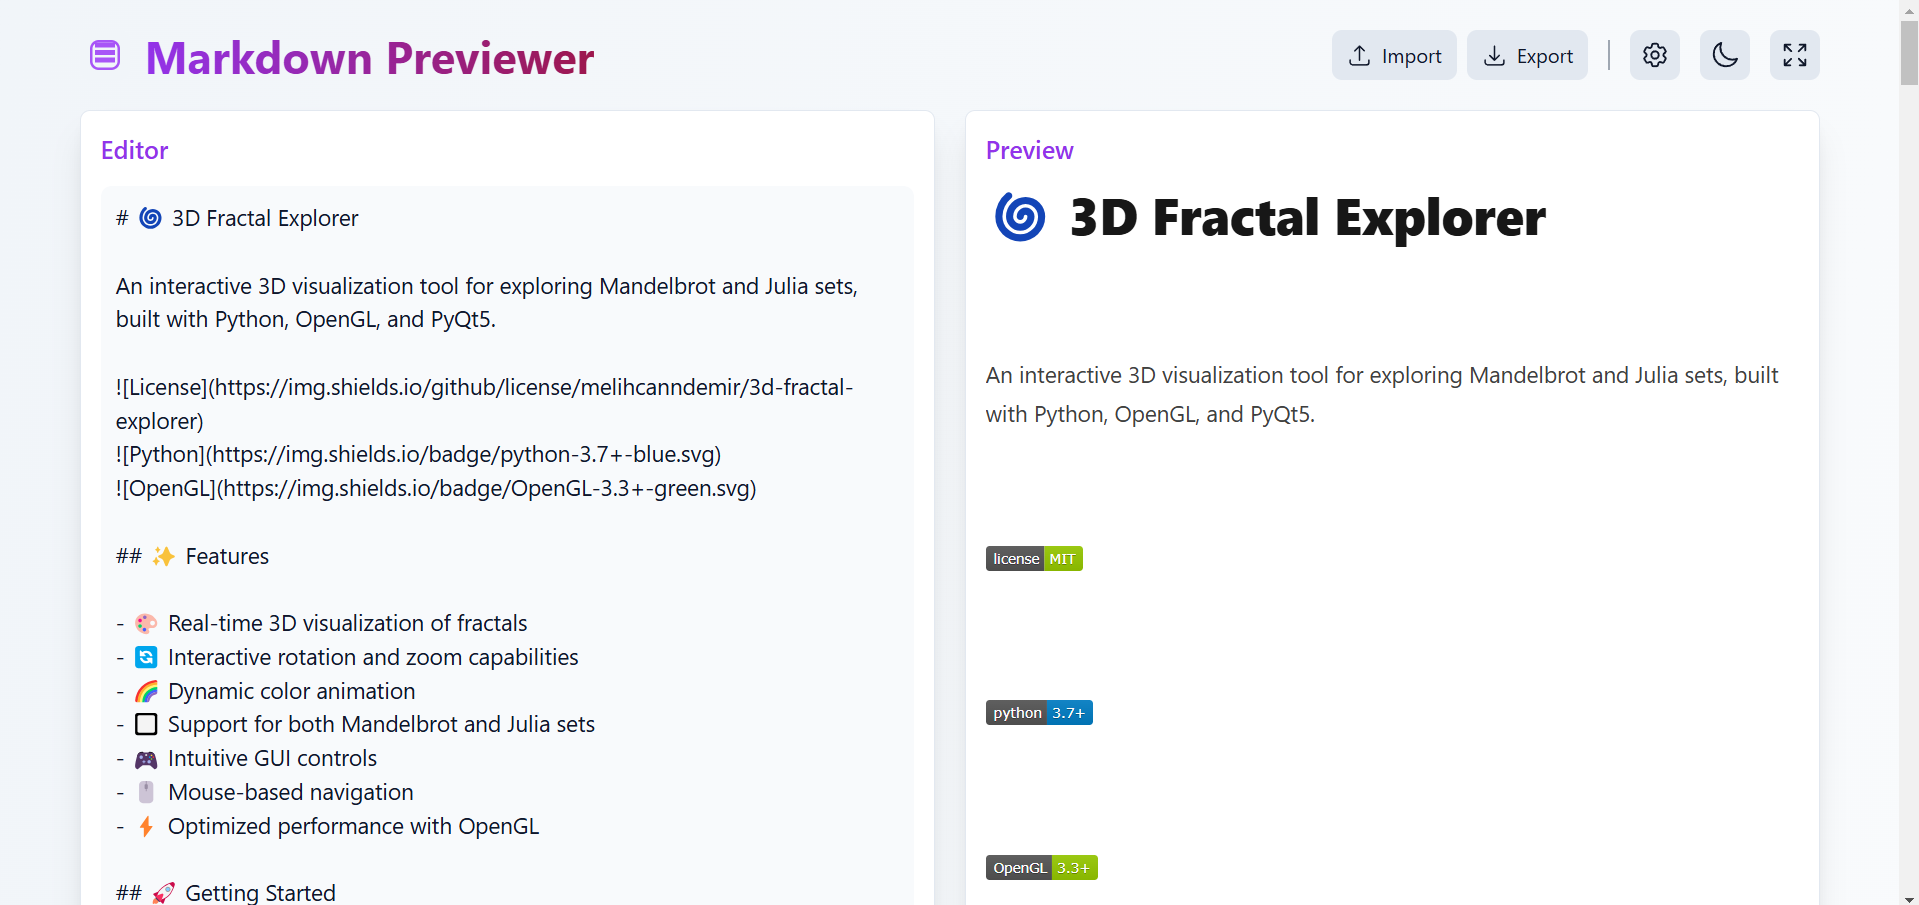 Markdown Previewer
Import
Export
Editor
# 🌀 3D Fractal Explorer
An interactive 3D visualization tool for exploring Mandelbrot and Julia sets,
built with Python, OpenGL, and PyQt5.
![License](https://img.shields.io/github/license/melihcanndemir/3d-fractal-
explorer)
![Python](https://img.shields.io/badge/python-3.7+-blue.svg)
![OpenGL](https://img.shields.io/badge/OpenGL-3.3+-green.svg)
## ✨ Features
- 🎨 Real-time 3D visualization of fractals
- 🔄 Interactive rotation and zoom capabilities
- 🌈 Dynamic color animation
- 🔲 Support for both Mandelbrot and Julia sets
- 🎮 Intuitive GUI controls
- 🖱️ Mouse-based navigation
- ⚡ Optimized performance with OpenGL
## 🚀 Getting Started
Preview
🌀 3D Fractal Explorer
An interactive 3D visualization tool for exploring Mandelbrot and Julia sets, built
with Python, OpenGL, and PyQt5.
license MIT
python 3.7+
OpenGL 3.3+